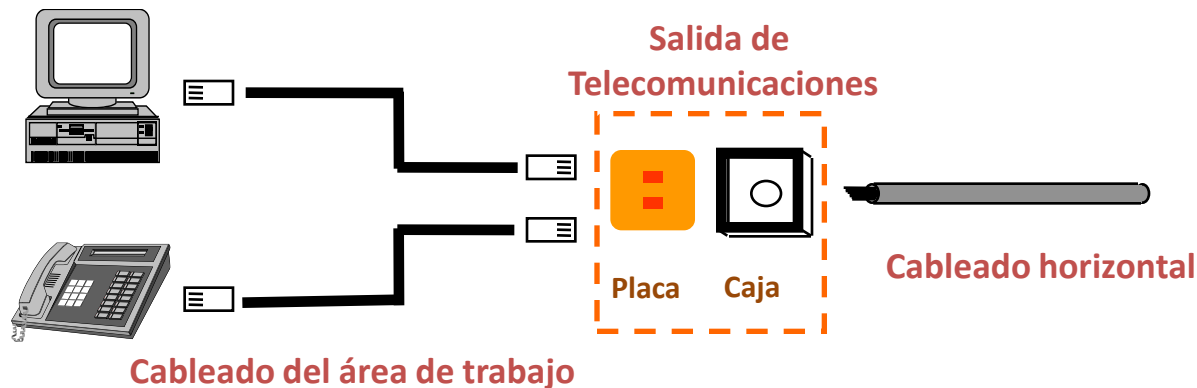 Salida de
Telecomunicaciones
Placa
Caja
Cableado horizontal
Cableado del área de trabajo